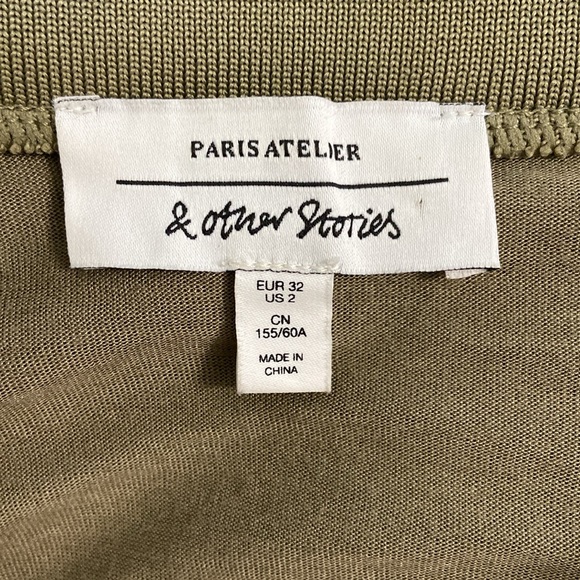 PARIS ATELIER
& other Stories
EUR 32
US 2
CN
155/60A
MADE IN
CHINA